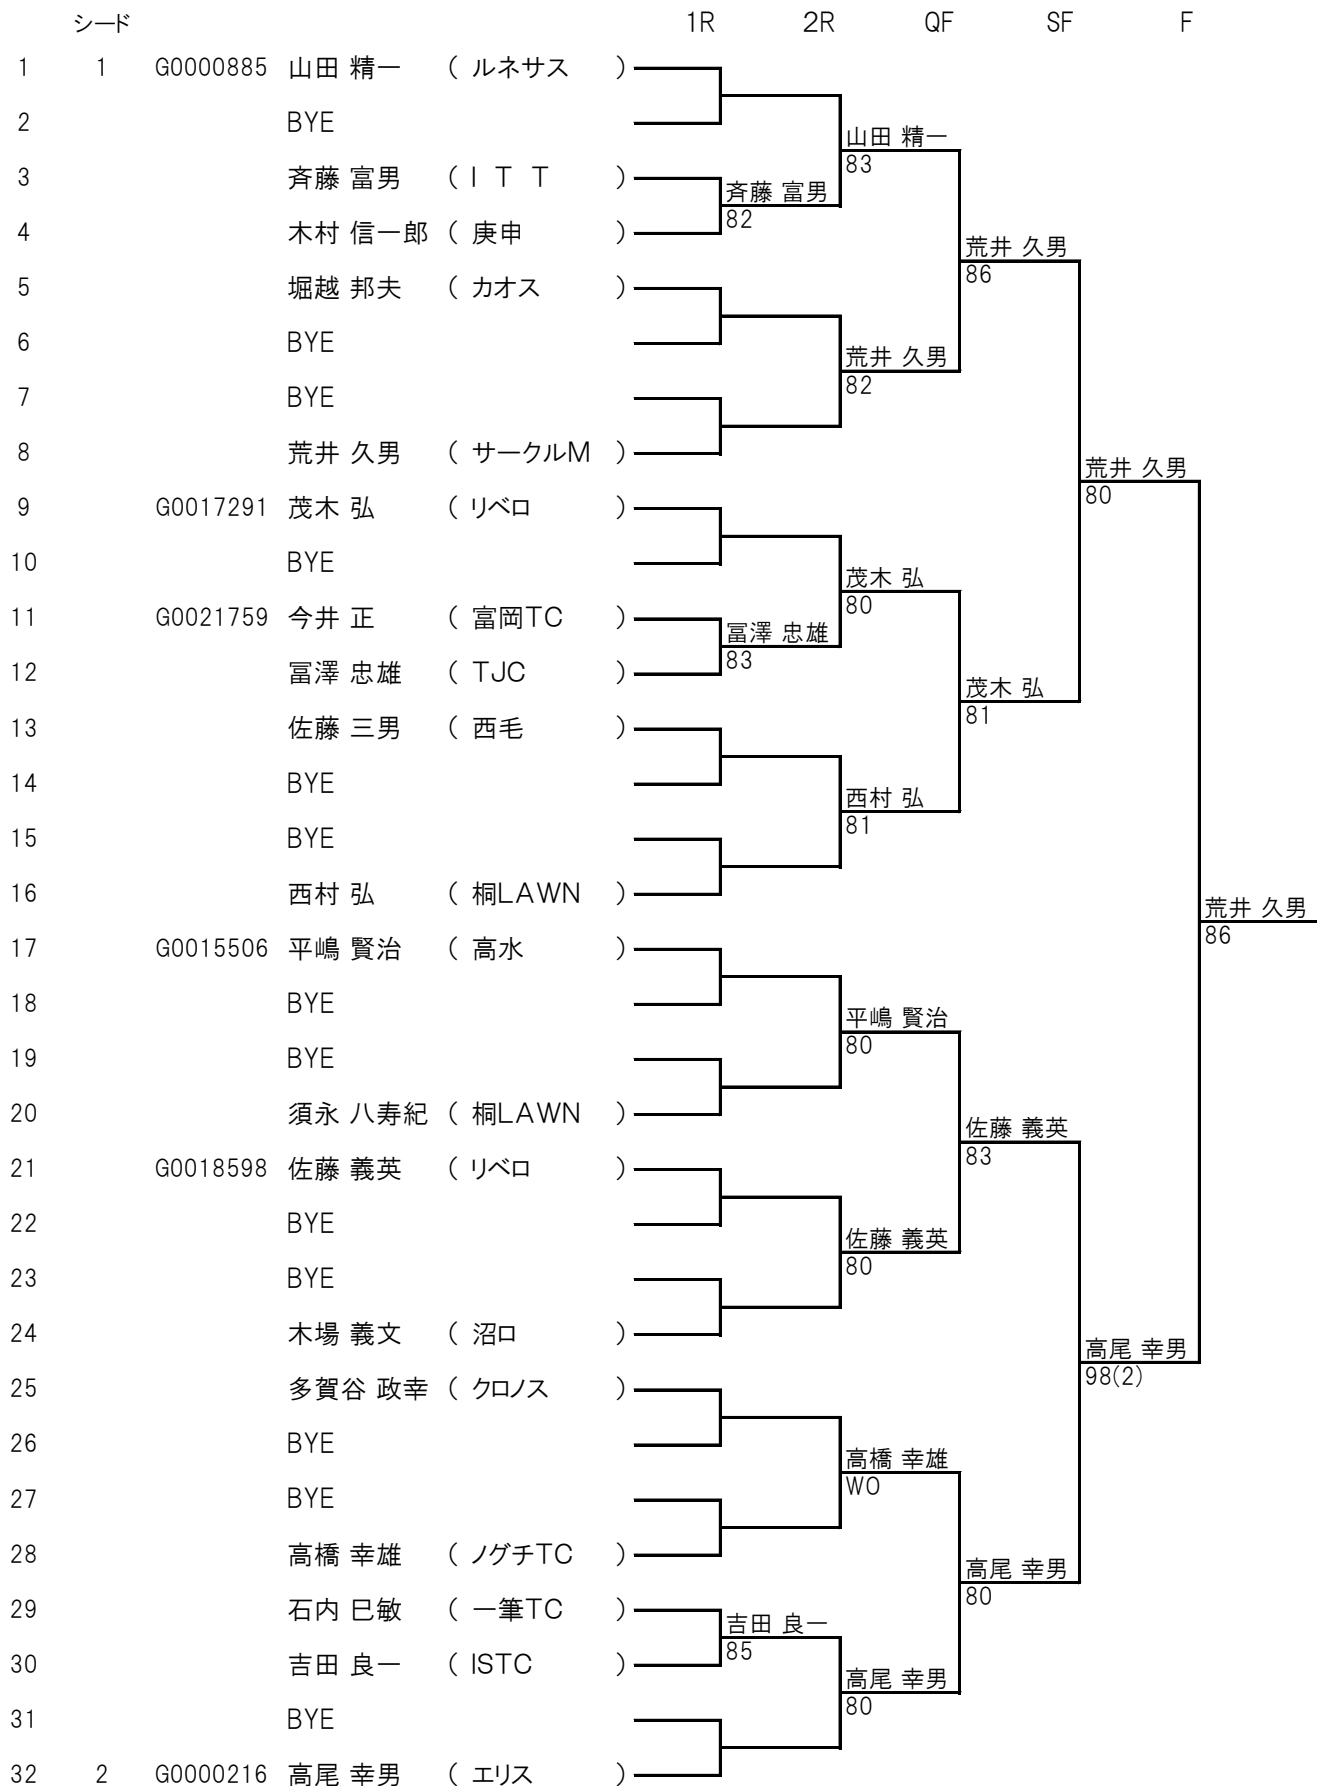 シード 1R 2R QF SF F
1 1 G0000885 山田 精一 ( ルネサス )
2 BYE
山田 精一
83
3 斉藤 富男 ( I T T )
斉藤 富男
82
4 木村 信一郎 ( 庚申 )
荒井 久男
86
5 堀越 邦夫 ( カオス )
6 BYE
荒井 久男
82
7 BYE
8 荒井 久男 ( サークルM )
荒井 久男
80
9 G0017291 茂木 弘 ( リベロ )
10 BYE
茂木 弘
80
11 G0021759 今井 正 ( 富岡TC )
冨澤 忠雄
83
12 冨澤 忠雄 ( TJC )
茂木 弘
81
13 佐藤 三男 ( 西毛 )
14 BYE
西村 弘
81
15 BYE
16 西村 弘 ( 桐LAWN )
荒井 久男
86
17 G0015506 平嶋 賢治 ( 高水 )
18 BYE
平嶋 賢治
80
19 BYE
20 須永 八寿紀 ( 桐LAWN )
佐藤 義英
83
21 G0018598 佐藤 義英 ( リベロ )
22 BYE
佐藤 義英
80
23 BYE
24 木場 義文 ( 沼ロ )
高尾 幸男
98(2)
25 多賀谷 政幸 ( クロノス )
26 BYE
高橋 幸雄
WO
27 BYE
28 高橋 幸雄 ( ノグチTC )
高尾 幸男
80
29 石内 巳敏 ( 一筆TC )
吉田 良一
85
30 吉田 良一 ( ISTC )
高尾 幸男
80
31 BYE
32 2 G0000216 高尾 幸男 ( エリス )